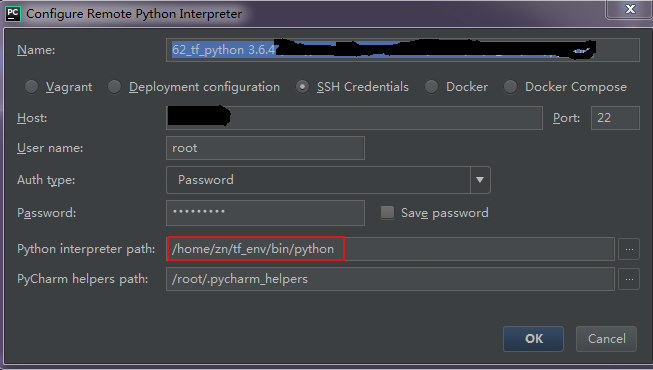 PC Configure Remote Python Interpreter
Name: 62_tf_python 3.6.4
Vagrant Deployment configuration SSH Credentials Docker Docker Compose
Host: Port: 22
User name: root
Auth type: Password
Password: ••••••••• Save password
Python interpreter path: /home/zn/tf_env/bin/python ...
PyCharm helpers path: /root/.pycharm_helpers ...
OK Cancel